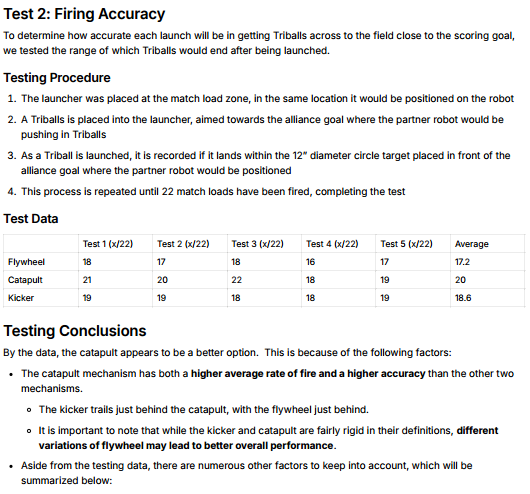 Test 2: Firing Accuracy
To determine how accurate each launch will be in getting Triballs across to the field close to the scoring goal,
we tested the range of which Triballs would end after being launched.
Testing Procedure
1. The launcher was placed at the match load zone, in the same location it would be positioned on the robot
2. A Triballs is placed into the launcher, aimed towards the alliance goal where the partner robot would be
pushing in Triballs
3. As a Triball is launched, it is recorded if it lands within the 12" diameter circle target placed in front of the
alliance goal where the partner robot would be positioned
4. This process is repeated until 22 match loads have been fired, completing the test
Test Data
Test 1 (x/22) Test 2 (x/22) Test 3 (x/22) Test 4 (x/22) Test 5 (x/22) Average
Flywheel 18 17 18 16 17 17.2
Catapult 21 20 22 18 19 20
Kicker 19 19 18 18 19 18.6
Testing Conclusions
By the data, the catapult appears to be a better option. This is because of the following factors:
• The catapult mechanism has both a higher average rate of fire and a higher accuracy than the other two
mechanisms.
◦ The kicker trails just behind the catapult, with the flywheel just behind.
◦ It is important to note that while the kicker and catapult are fairly rigid in their definitions, different
variations of flywheel may lead to better overall performance.
• Aside from the testing data, there are numerous other factors to keep into account, which will be
summarized below: